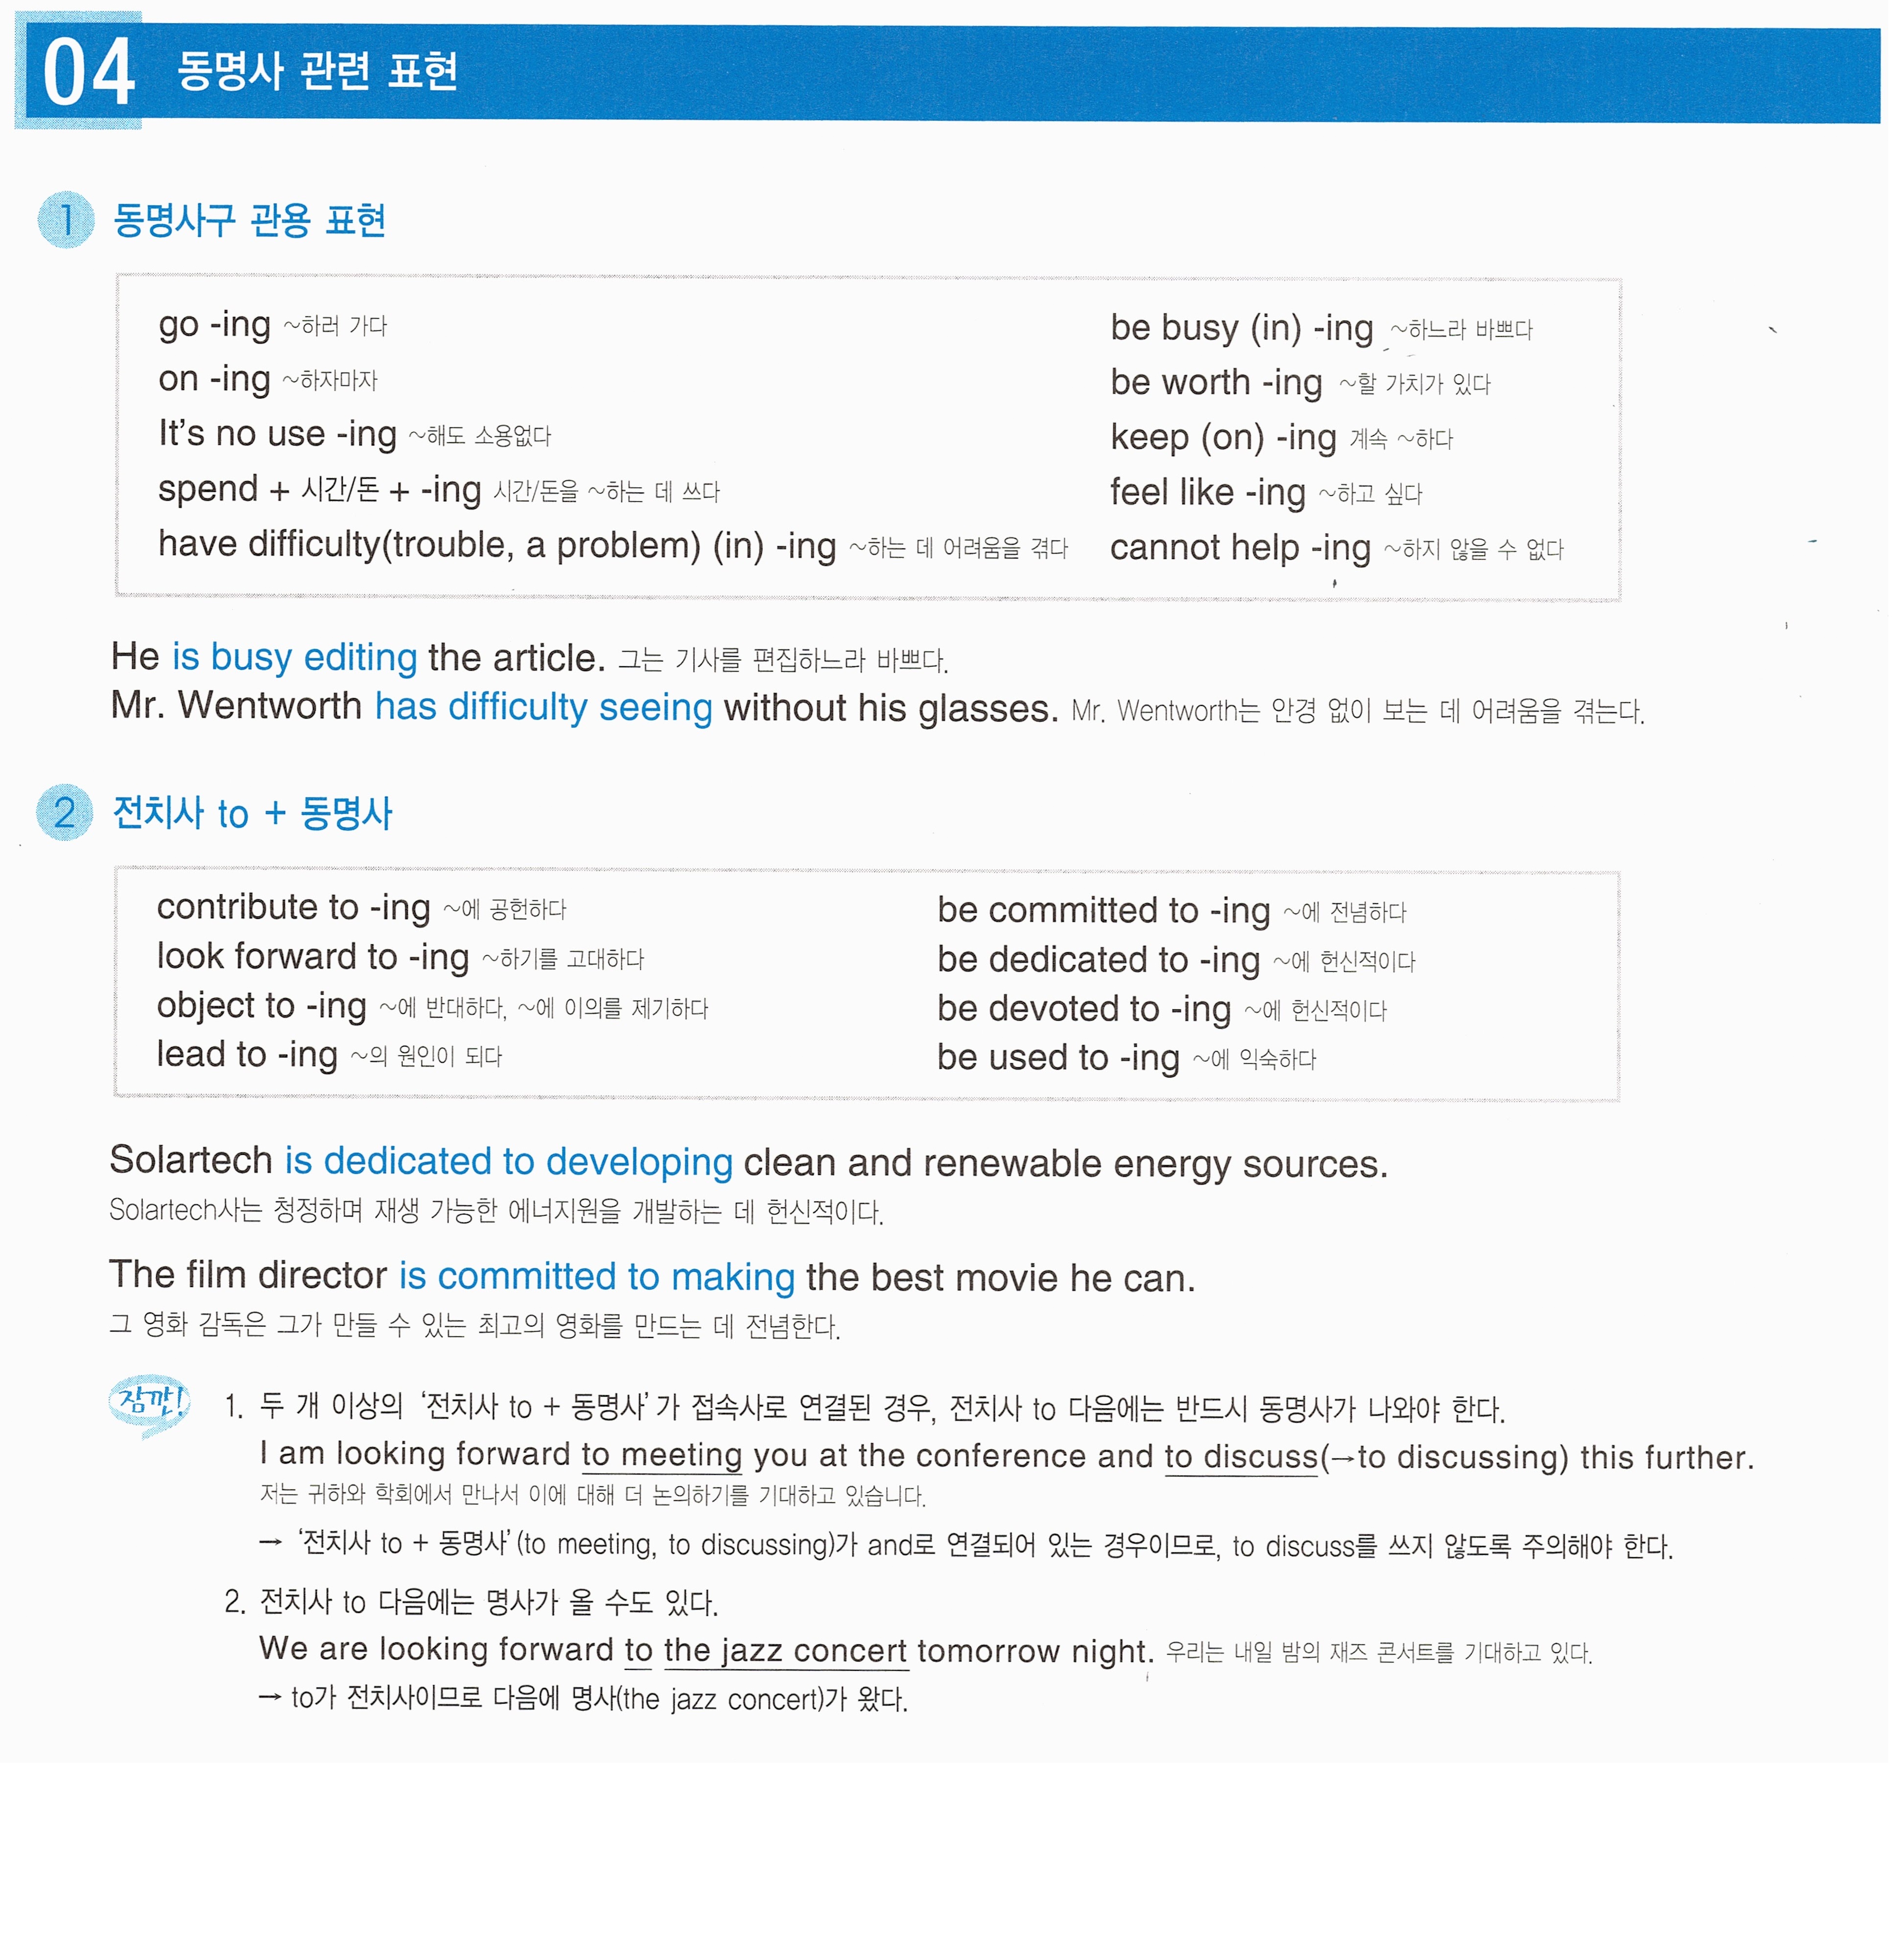 04 동명사 관련 표현
1 동명사구 관용 표현
go -ing ~하러 가다
on -ing ~하자마자
It's no use -ing ~해도 소용없다
spend + 시간/돈 + -ing 시간/돈을 ~하는 데 쓰다
have difficulty(trouble, a problem) (in) -ing ~하는 데 어려움을 겪다
be busy (in) -ing ~하느라 바쁘다
be worth -ing ~할 가치가 있다
keep (on) -ing 계속 ~하다
feel like -ing ~하고 싶다
cannot help -ing ~하지 않을 수 없다
He is busy editing the article. 그는 기사를 편집하느라 바쁘다.
Mr. Wentworth has difficulty seeing without his glasses. Mr. Wentworth는 안경 없이 보는 데 어려움을 겪는다.
2 전치사 to + 동명사
contribute to -ing ~에 공헌하다
look forward to -ing ~하기를 고대하다
object to -ing ~에 반대하다, ~에 이의를 제기하다
lead to -ing ~의 원인이 되다
be committed to -ing ~에 전념하다
be dedicated to -ing ~에 헌신적이다
be devoted to -ing ~에 헌신적이다
be used to -ing ~에 익숙하다
Solartech is dedicated to developing clean and renewable energy sources.
Solartech사는 청정하며 재생 가능한 에너지원을 개발하는 데 헌신적이다.
The film director is committed to making the best movie he can.
그 영화 감독은 그가 만들 수 있는 최고의 영화를 만드는 데 전념한다.
잠깐! 1. 두 개 이상의 '전치사 to + 동명사'가 접속사로 연결된 경우, 전치사 to 다음에는 반드시 동명사가 나와야 한다.
I am looking forward to meeting you at the conference and to discuss(→to discussing) this further.
저는 귀하와 학회에서 만나서 이에 대해 더 논의하기를 기대하고 있습니다.
→ '전치사 to + 동명사'(to meeting, to discussing)가 and로 연결되어 있는 경우이므로, to discuss를 쓰지 않도록 주의해야 한다.
2. 전치사 to 다음에는 명사가 올 수도 있다.
We are looking forward to the jazz concert tomorrow night. 우리는 내일 밤의 재즈 콘서트를 기대하고 있다.
→ to가 전치사이므로 다음에 명사(the jazz concert)가 왔다.